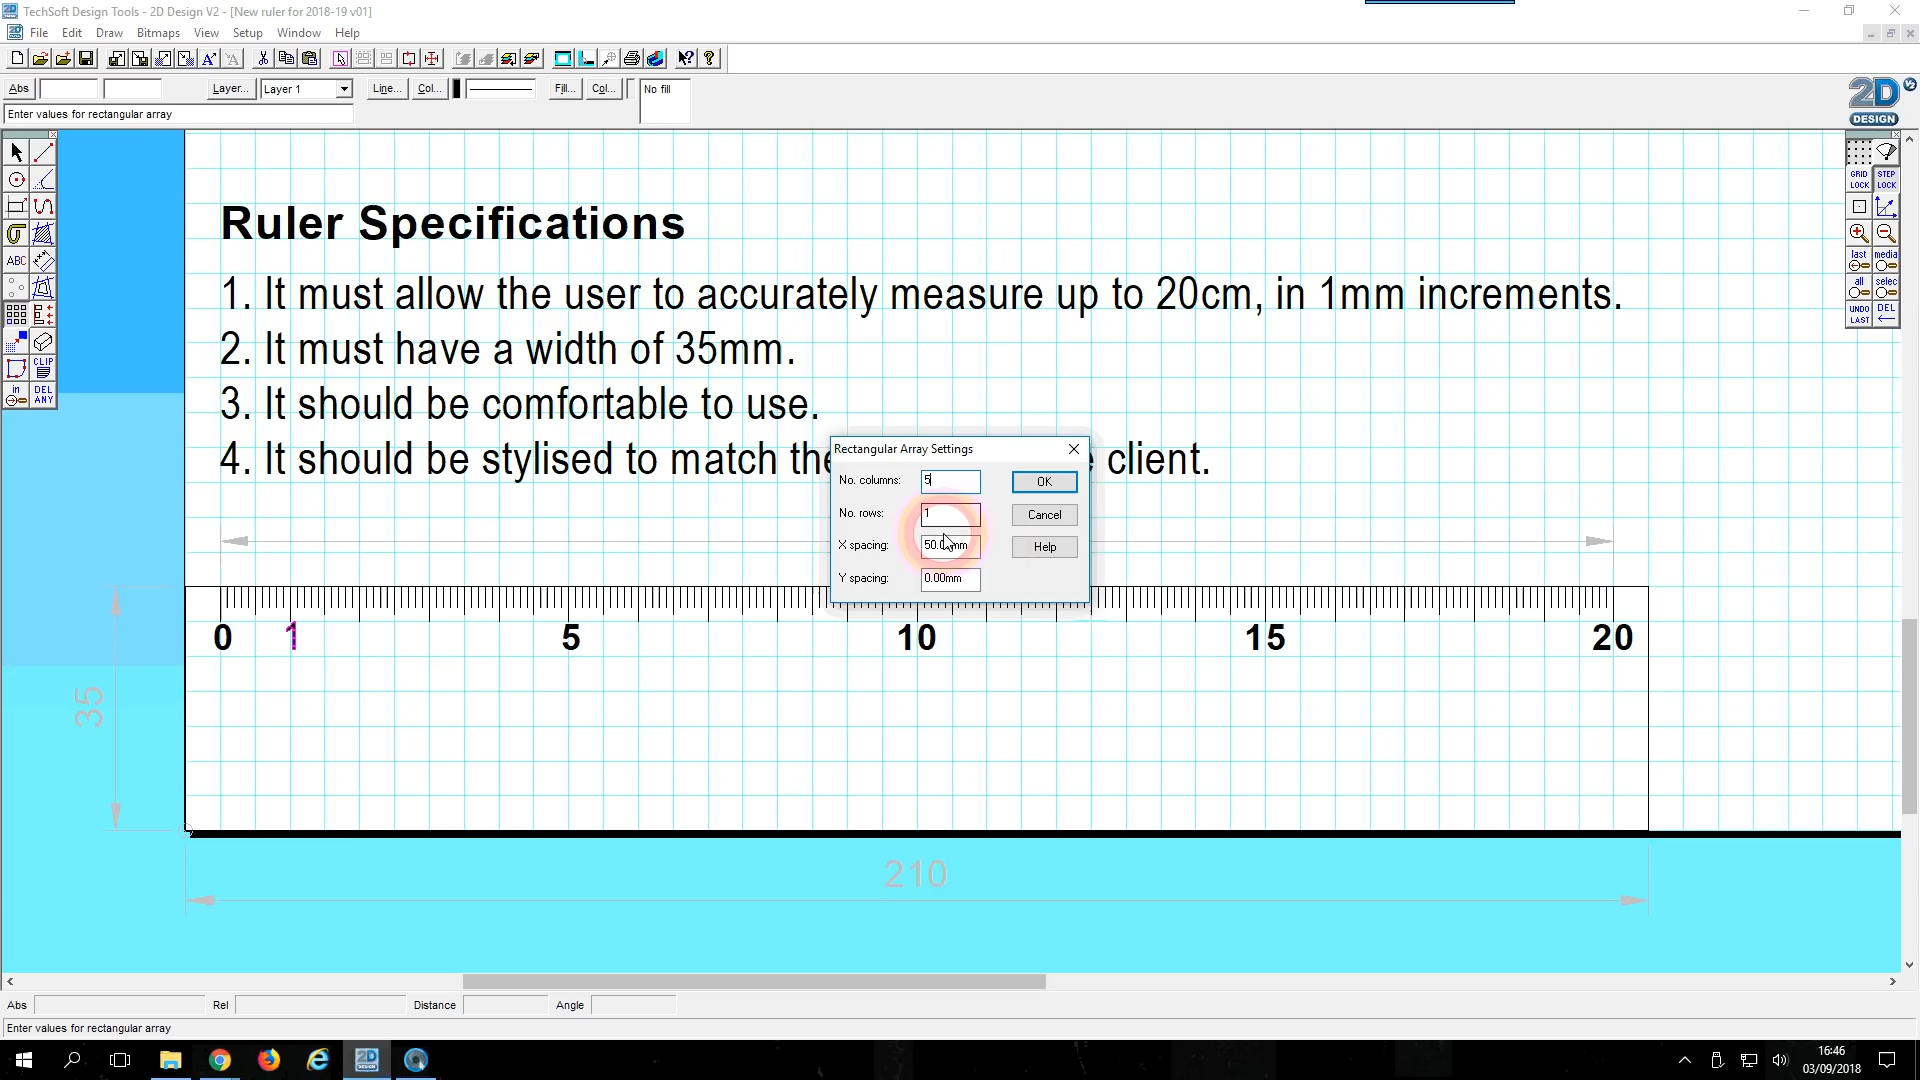 TechSoft Design Tools - 2D Design V2 - [New ruler for 2018-19 v01]
File Edit Draw Bitmaps View Setup Window Help
Abs Layer... Layer 1 Line... Col... Fill... Col... No fill
Enter values for rectangular array
2D V2
DESIGN
ABC
CLIP
in DEL ANY
GRID LOCK STEP LOCK
last media
all selec
UNDO LAST DEL
Ruler Specifications
1. It must allow the user to accurately measure up to 20cm, in 1mm increments.
2. It must have a width of 35mm.
3. It should be comfortable to use.
4. It should be stylised to match the client.
Rectangular Array Settings
No. columns: 5 OK
No. rows: 1 Cancel
X spacing: 50.00mm Help
Y spacing: 0.00mm
0 1 5 10 15 20
35
210
Abs Rel Distance Angle
Enter values for rectangular array
2D DESIGN
16:46
03/09/2018